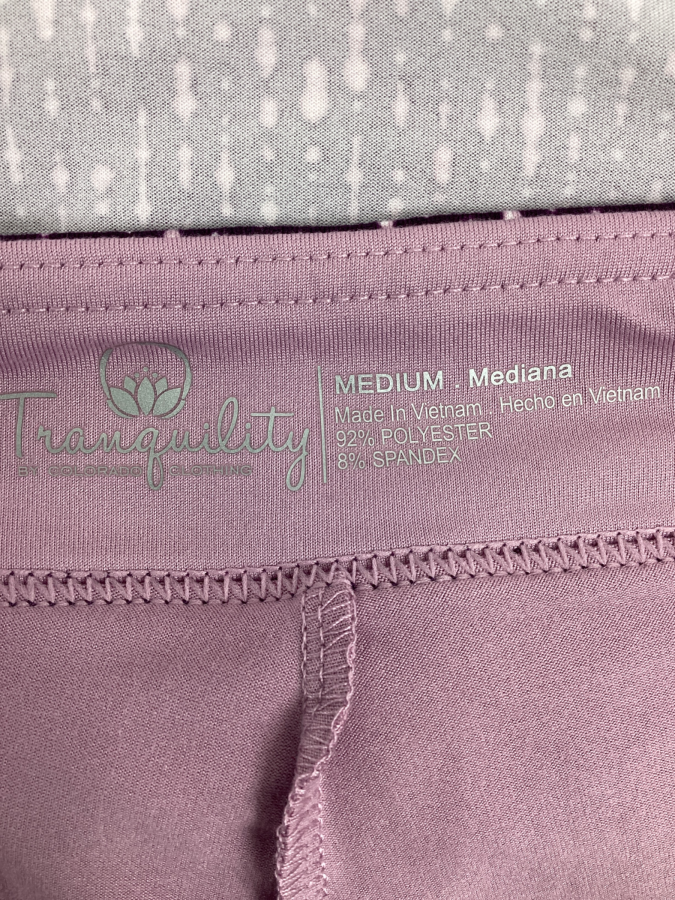 Tranquility
BY COLORADO CLOTHING
MEDIUM . Mediana
Made In Vietnam . Hecho en Vietnam
92% POLYESTER
8% SPANDEX